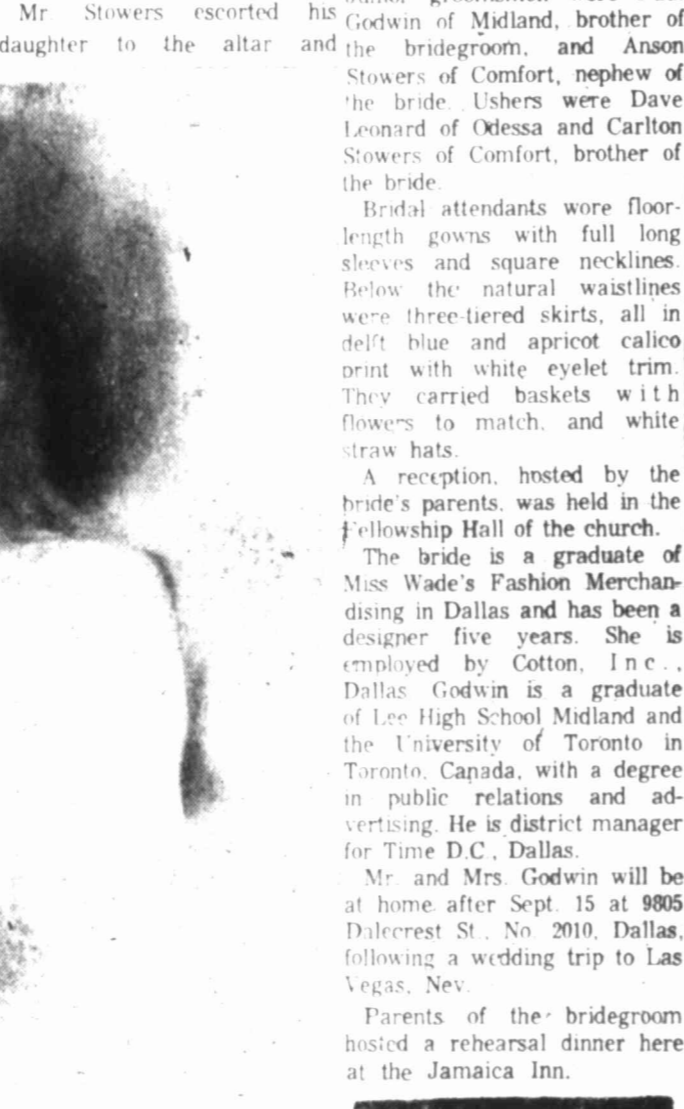 Mr. Stowers escorted his
daughter to the altar and
Godwin of Midland, brother of
the bridegroom, and Anson
Stowers of Comfort, nephew of
the bride. Ushers were Dave
Leonard of Odessa and Carlton
Stowers of Comfort, brother of
the bride.
Bridal attendants wore floor-
length gowns with full long
sleeves and square necklines.
Below the natural waistlines
were three-tiered skirts, all in
delft blue and apricot calico
print with white eyelet trim.
They carried baskets with
flowers to match, and white
straw hats.
A reception, hosted by the
bride's parents, was held in the
Fellowship Hall of the church.
The bride is a graduate of
Miss Wade's Fashion Merchan-
dising in Dallas and has been a
designer five years. She is
employed by Cotton, Inc.,
Dallas Godwin is a graduate
of Lee High School Midland and
the University of Toronto in
Toronto, Canada, with a degree
in public relations and ad-
vertising. He is district manager
for Time D.C., Dallas.
Mr. and Mrs. Godwin will be
at home after Sept. 15 at 9805
Dalecrest St., No. 2010, Dallas,
following a wedding trip to Las
Vegas, Nev.
Parents of the bridegroom
hosted a rehearsal dinner here
at the Jamaica Inn.